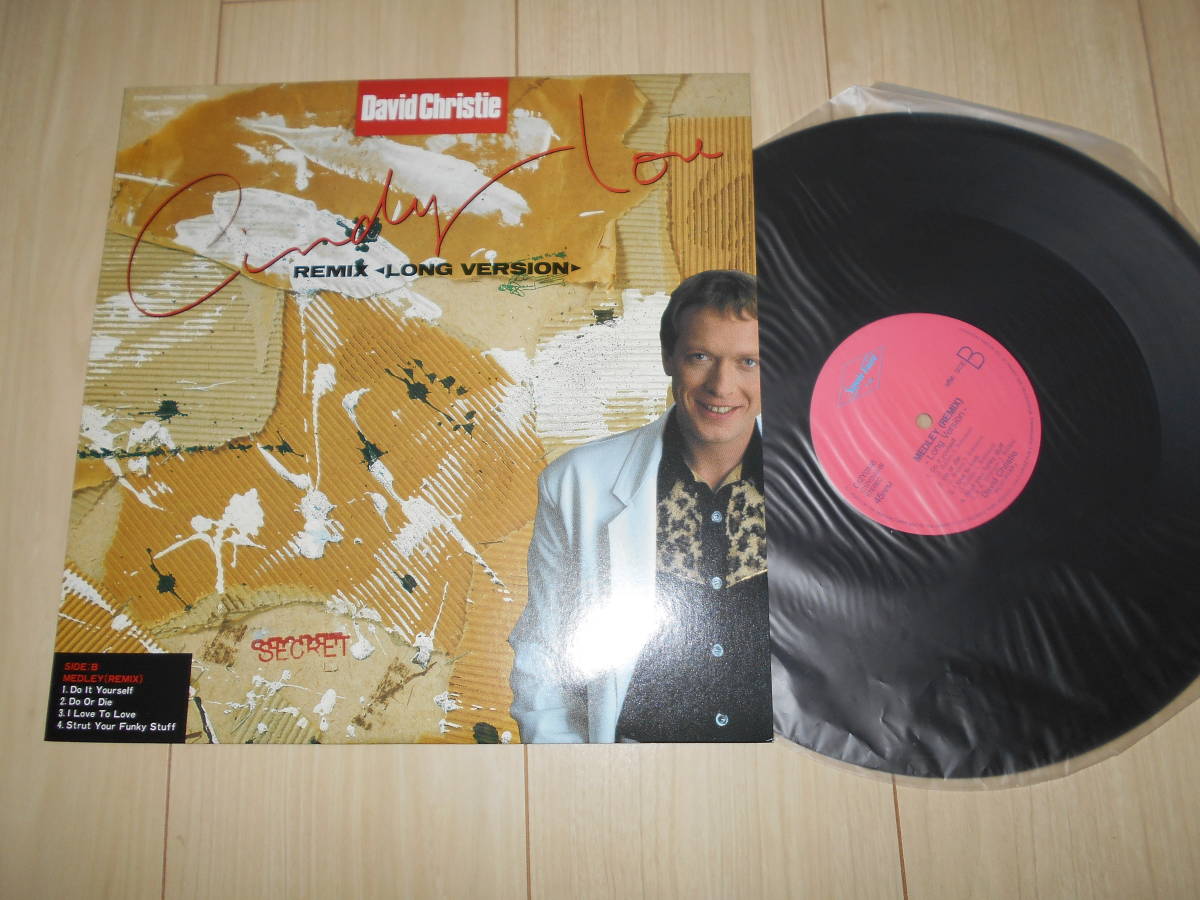 David Christie
Cindy Lou
REMIX ◄LONG VERSION►
SECRET
SIDE:B
MEDLEY(REMIX)
1. Do It Yourself
2. Do Or Die
3. I Love To Love
4. Strut Your Funky Stuff
B
MEDLEY (REMIX)
- Long Version -
David Christie